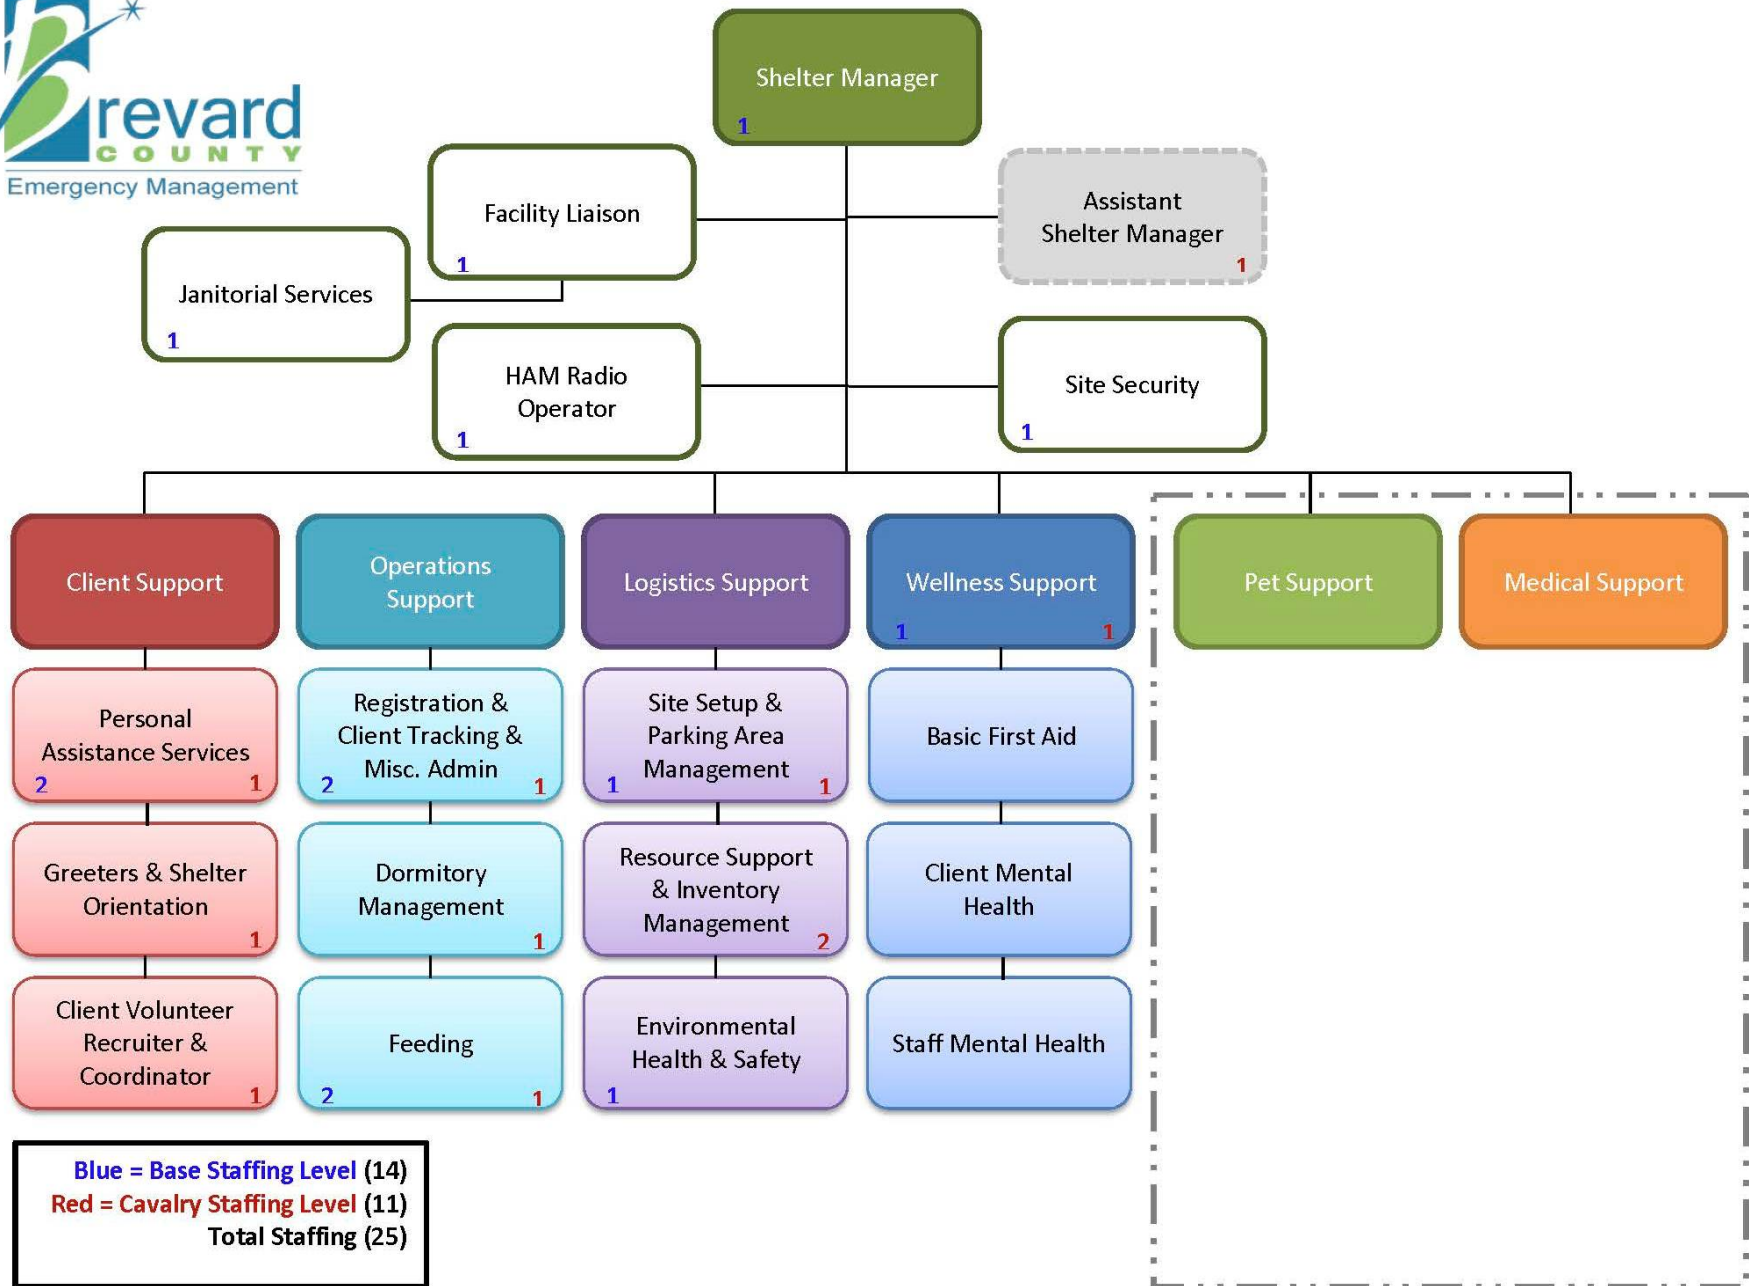 revard
COUNTY
Emergency Management
Shelter Manager
1
Facility Liaison
1
Assistant
Shelter Manager
1
Janitorial Services
1
HAM Radio
Operator
1
Site Security
1
Client Support
Operations
Support
Logistics Support
Wellness Support
1 1
Pet Support
Medical Support
Personal
Assistance Services
2 1
Registration &
Client Tracking &
Misc. Admin
2 1
Site Setup &
Parking Area
Management
1 1
Basic First Aid
Greeters & Shelter
Orientation
1
Dormitory
Management
1
Resource Support
& Inventory
Management
2
Client Mental
Health
Client Volunteer
Recruiter &
Coordinator
1
Feeding
2 1
Environmental
Health & Safety
1
Staff Mental Health
Blue = Base Staffing Level (14)
Red = Cavalry Staffing Level (11)
Total Staffing (25)